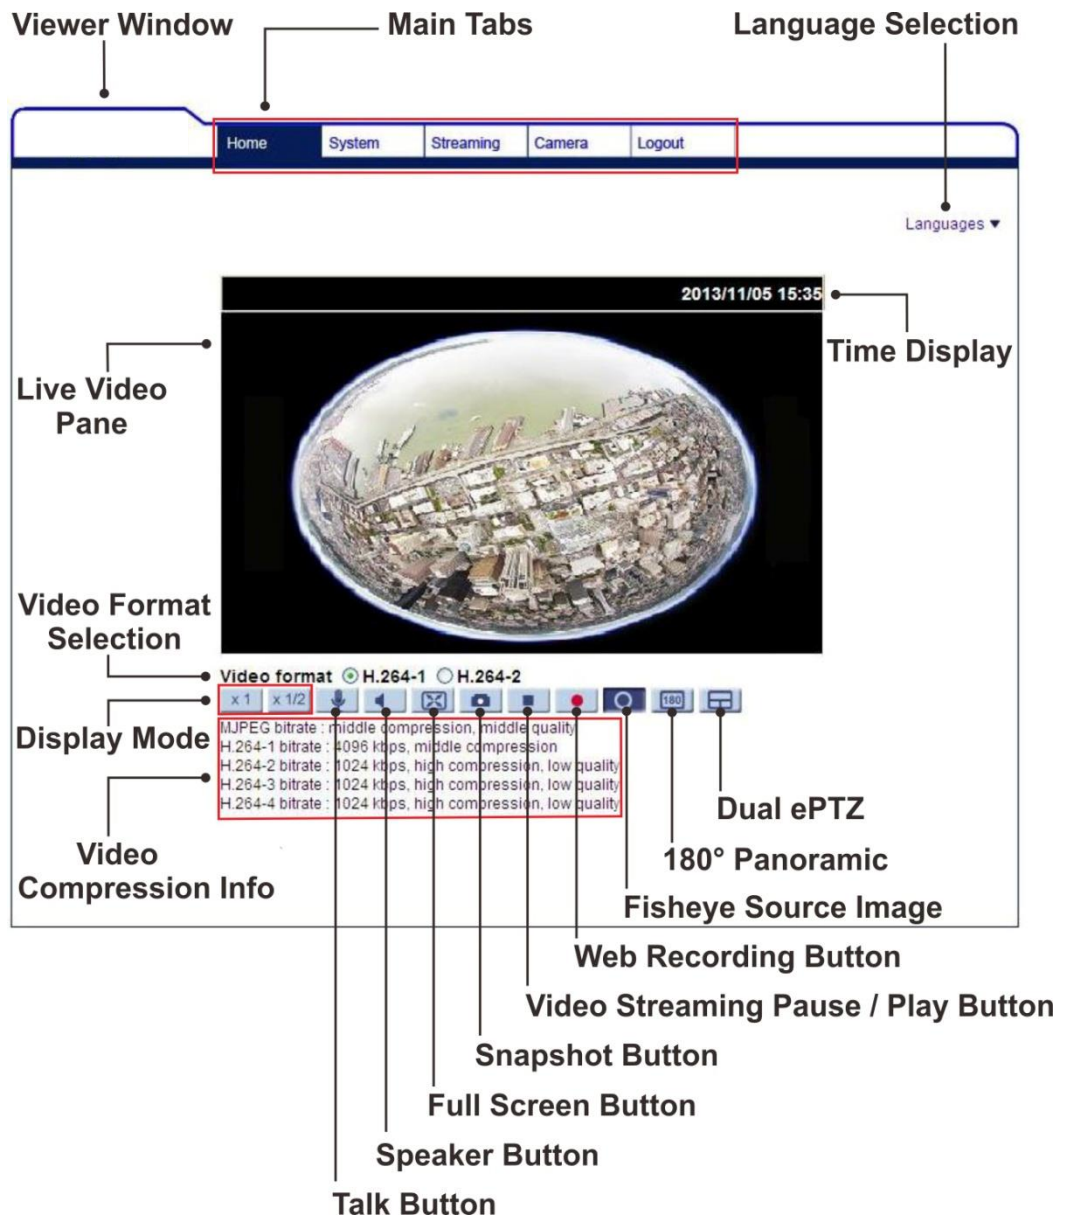 Viewer Window
Main Tabs
Language Selection
Home
System
Streaming
Camera
Logout
Languages
2013/11/05 15:35
Time Display
Live Video
Pane
Video Format
Selection
Video format H.264-1 H.264-2
x 1
x 1/2
180
Display Mode
MJPEG bitrate : middle compression, middle quality
H.264-1 bitrate : 4096 kbps, middle compression
H.264-2 bitrate : 1024 kbps, high compression, low quality
H.264-3 bitrate : 1024 kbps, high compression, low quality
H.264-4 bitrate : 1024 kbps, high compression, low quality
Dual ePTZ
Video
Compression Info
180° Panoramic
Fisheye Source Image
Web Recording Button
Video Streaming Pause / Play Button
Snapshot Button
Full Screen Button
Speaker Button
Talk Button